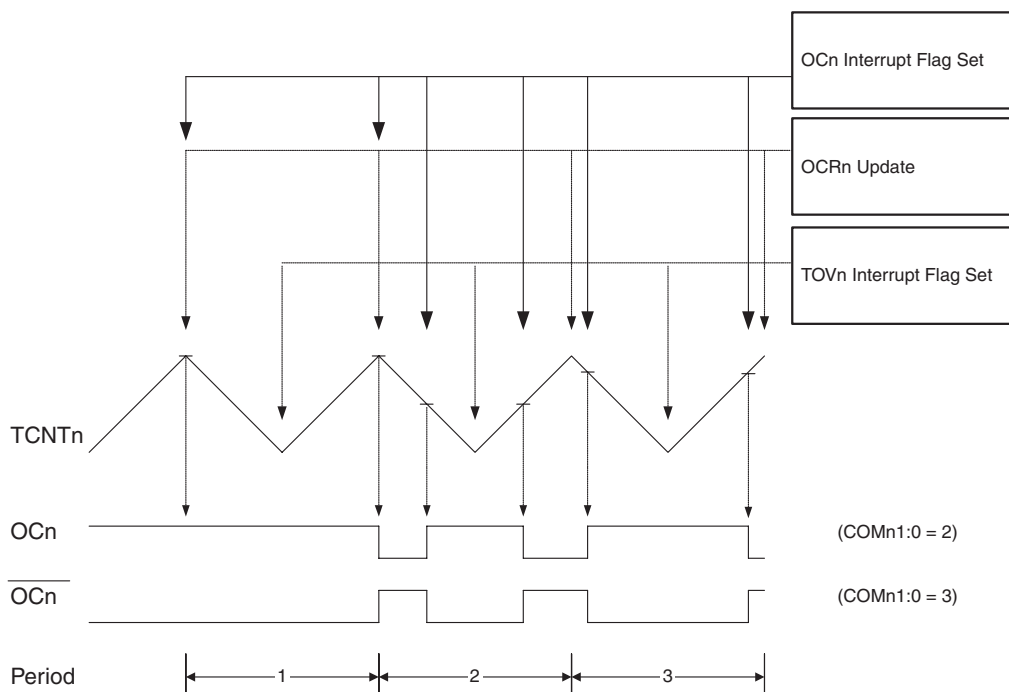 OCn Interrupt Flag Set
OCRn Update
TOVn Interrupt Flag Set
TCNTn
OCn
(COMn1:0 = 2)
OCn
(COMn1:0 = 3)
Period
1
2
3